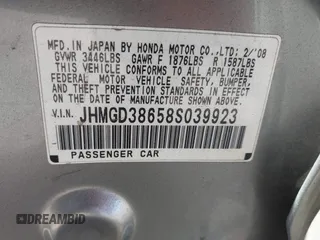 MFD.IN JAPAN BY HONDA MOTOR CO.,LTD: 2/'08
GVWR 3446LBS GAWR F 1876LBS R 1587LBS
THIS VEHICLE CONFORMS TO ALL APPLICABLE
FEDERAL MOTOR VEHICLE SAFETY, BUMPER, AND
THEFT PREVENTION STANDARDS IN EFFECT ON THE
DATE OF MANUFACTURE SHOWN ABOVE.
V.I.N. JHMGD38658S039923
PASSENGER CAR
DREAMBID